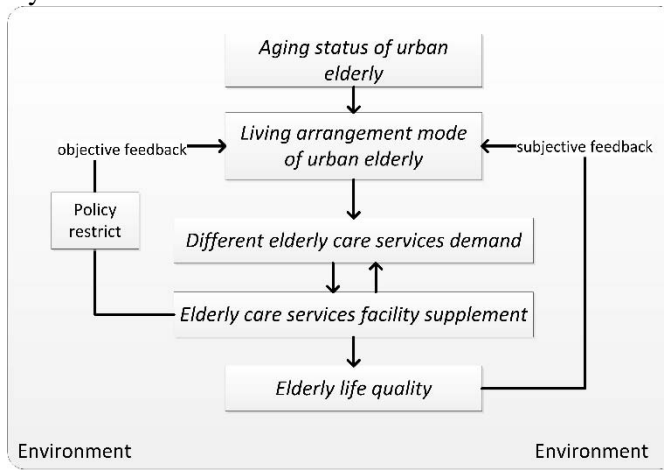 Aging status of urban
elderly
objective feedback
Living arrangement mode
of urban elderly
subjective feedback
Policy
restrict
Different elderly care services demand
Elderly care services facility supplement
Elderly life quality
Environment
Environment